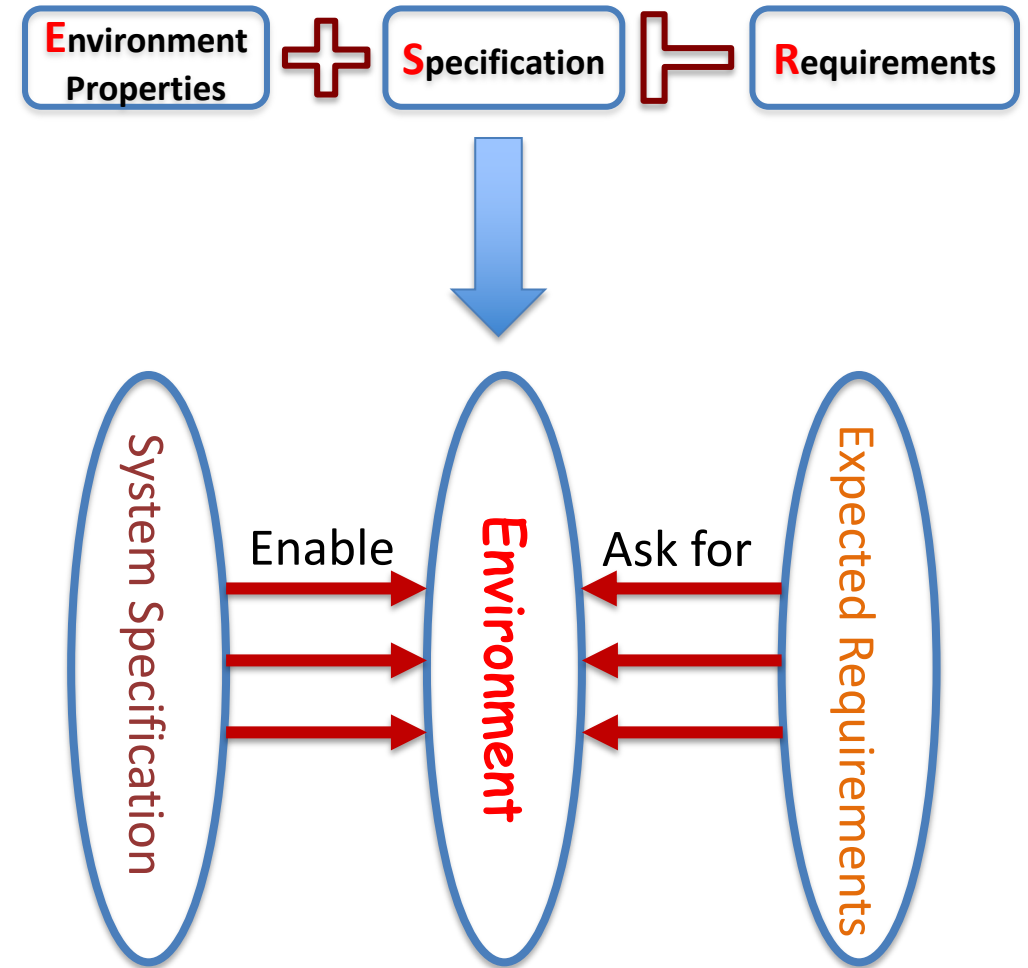 Environment
Properties
Specification
Requirements
System Specification
Enable
Environment
Ask for
Expected Requirements